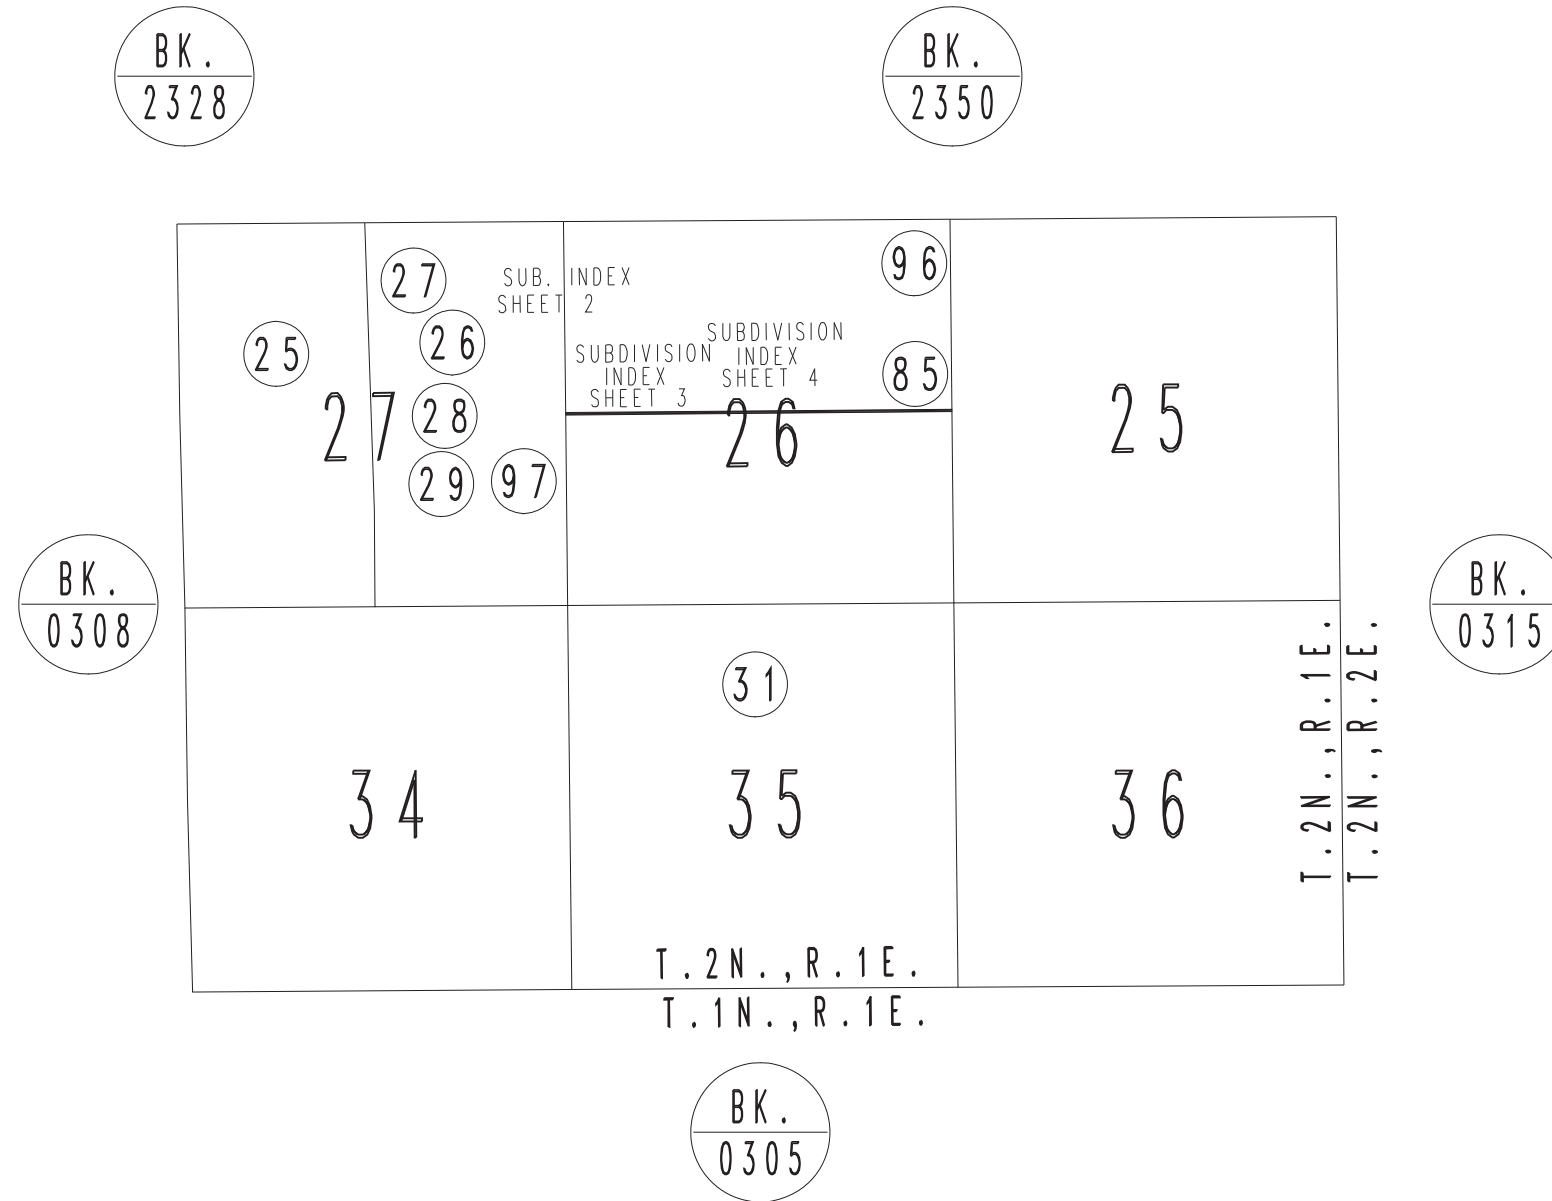 BK.
2328
BK.
2350
27
SUB. INDEX
SHEET 2
96
26
25
SUBDIVISION
INDEX
SHEET 3
SUBDIVISION
INDEX
SHEET 4
85
27
28
26
25
29
97
BK.
0308
BK.
0315
31
34
35
36
T.2N.,R.1E.
T.2N.,R.2E.
T.2N.,R.1E.
T.1N.,R.1E.
BK.
0305